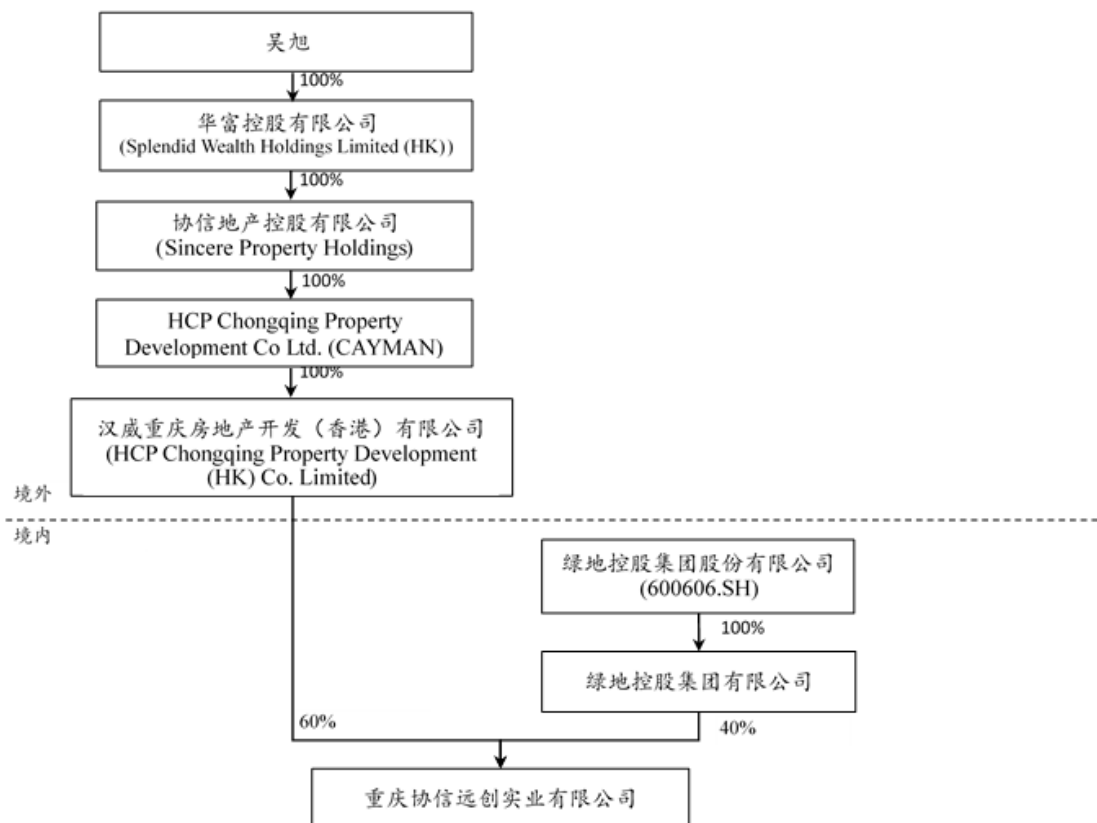 吴旭
100%
华富控股有限公司
(Splendid Wealth Holdings Limited (HK))
100%
协信地产控股有限公司
(Sincere Property Holdings)
100%
HCP Chongqing Property
Development Co Ltd. (CAYMAN)
100%
汉威重庆房地产开发（香港）有限公司
(HCP Chongqing Property Development
(HK) Co. Limited)
境外
境内
绿地控股集团股份有限公司
(600606.SH)
100%
绿地控股集团有限公司
60%
40%
重庆协信远创实业有限公司